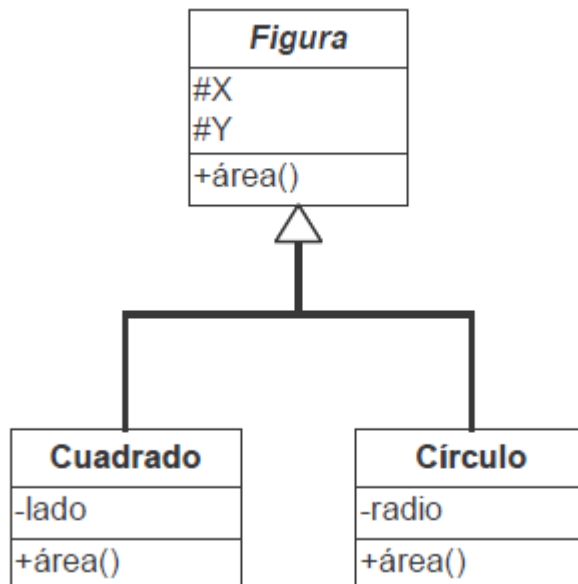 Figura
#X
#Y
+área()
Cuadrado
-lado
+área()
Círculo
-radio
+área()